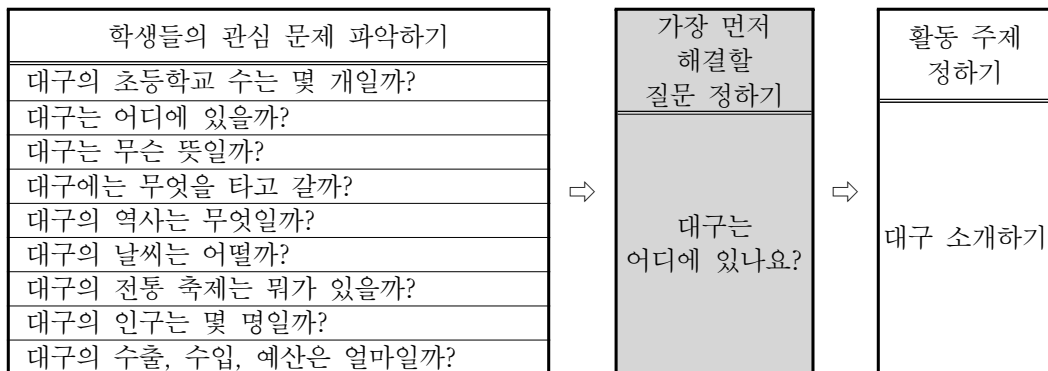 학생들의 관심 문제 파악하기
대구의 초등학교 수는 몇 개일까?
대구는 어디에 있을까?
대구는 무슨 뜻일까?
대구에는 무엇을 타고 갈까?
대구의 역사는 무엇일까?
대구의 날씨는 어떨까?
대구의 전통 축제는 뭐가 있을까?
대구의 인구는 몇 명일까?
대구의 수출, 수입, 예산은 얼마일까?
⇨
가장 먼저
해결할
질문 정하기
대구는
어디에 있나요?
⇨
활동 주제
정하기
대구 소개하기